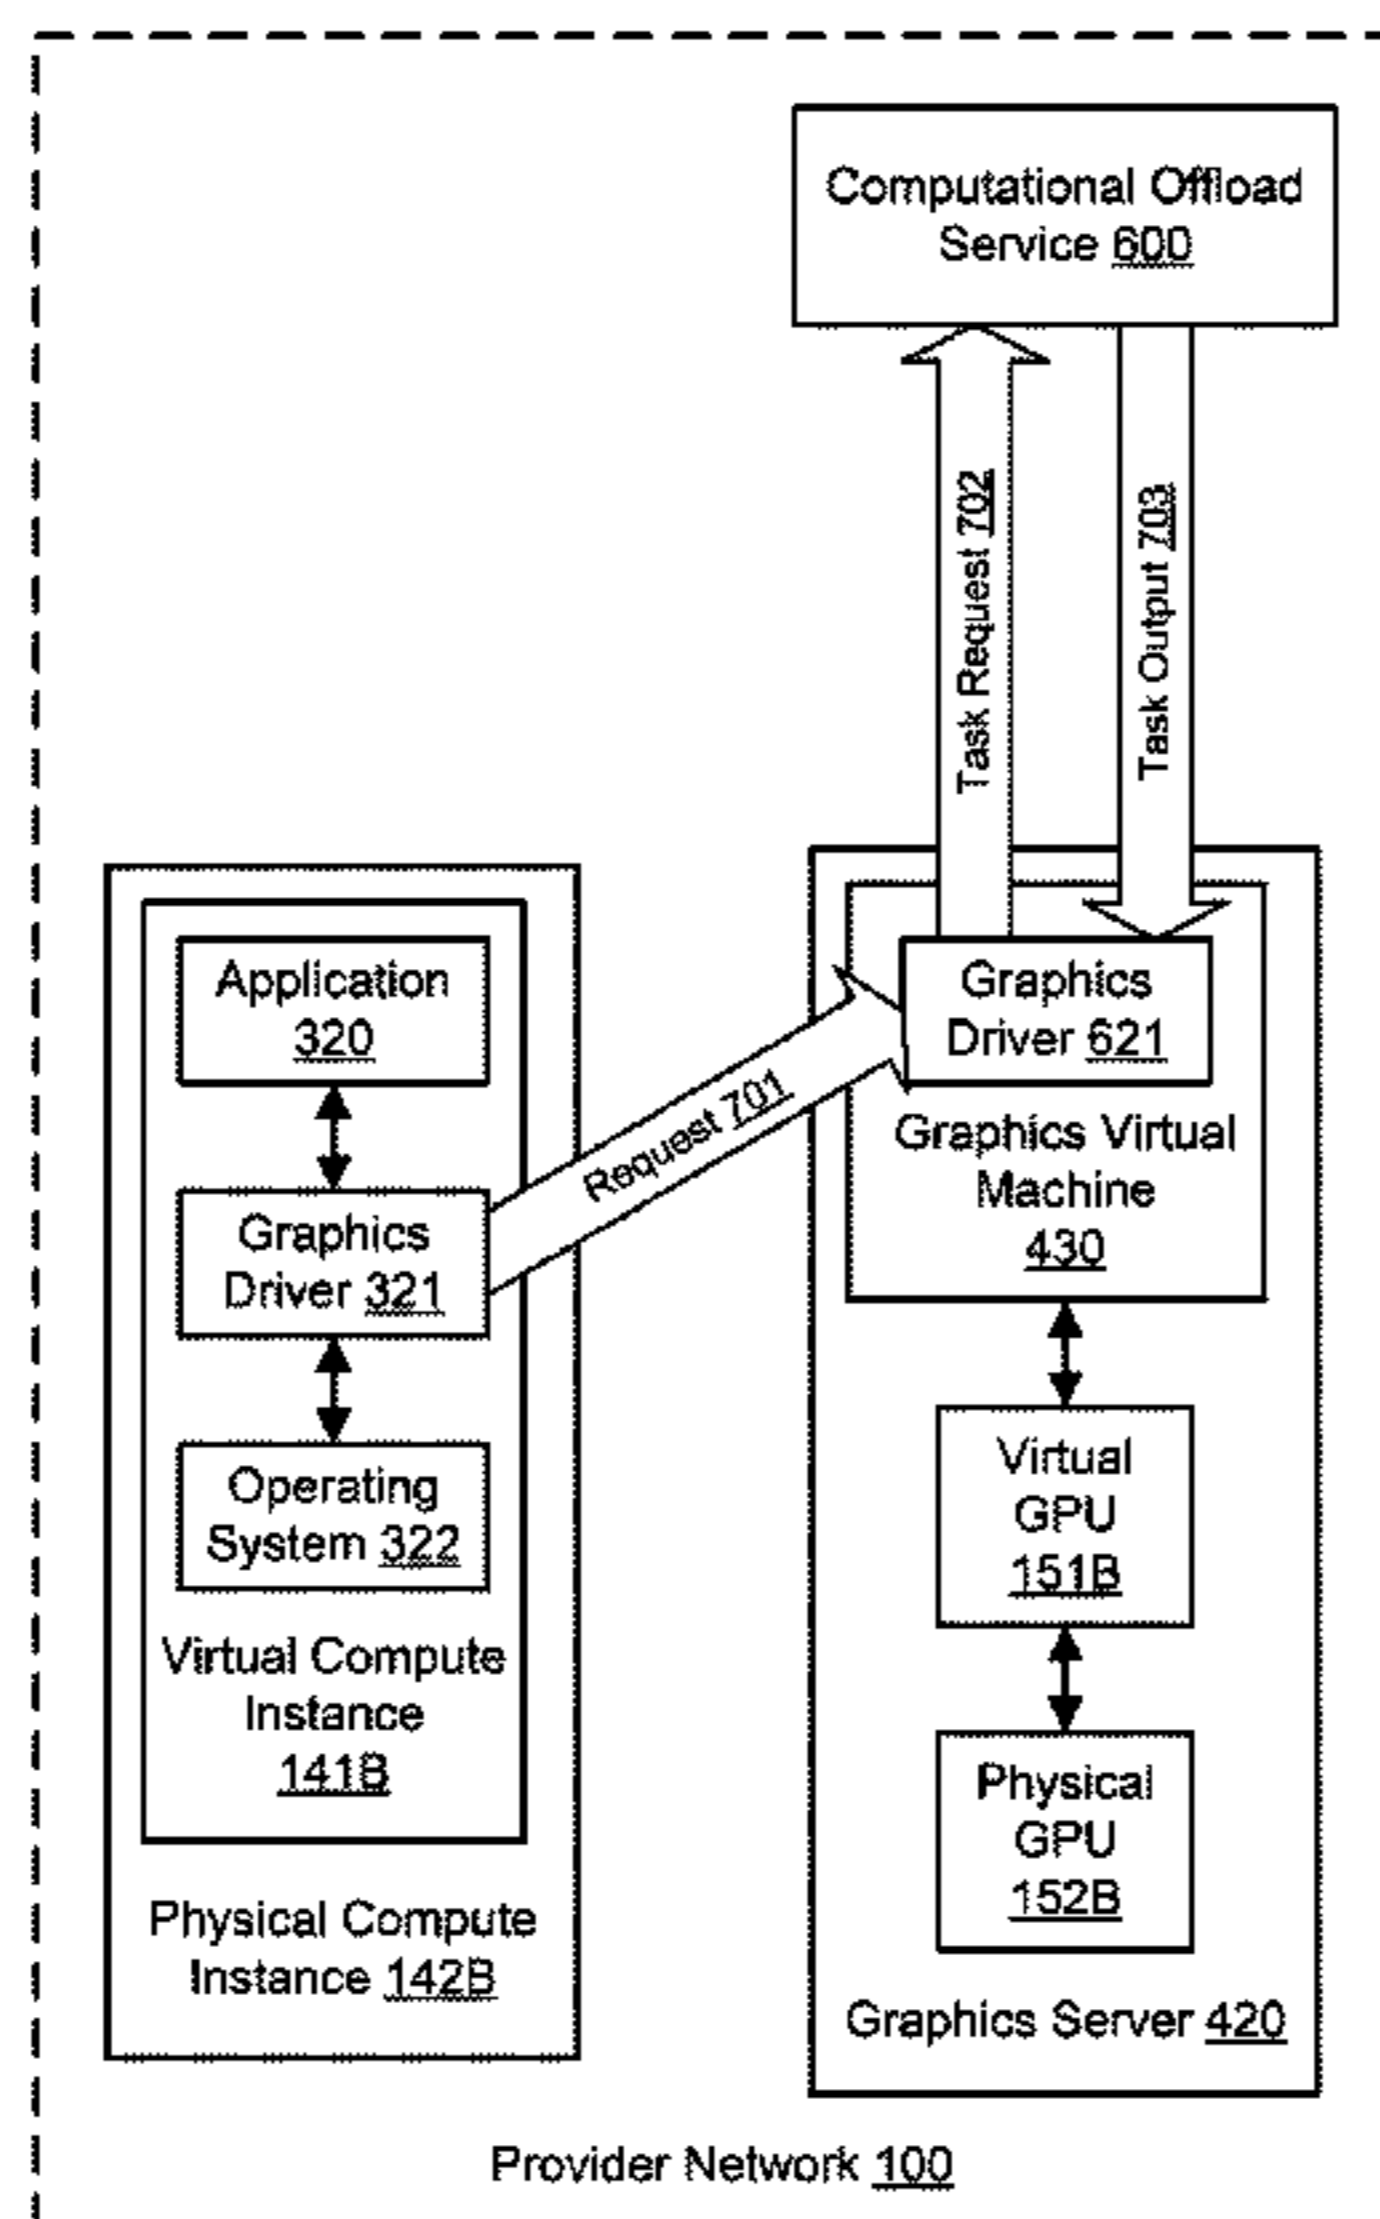 Computational Offload
Service 600
Task Request 702
Task Output 703
Application
320
Graphics
Driver 321
Operating
System 322
Virtual Compute
Instance
141B
Physical Compute
Instance 142B
Request 701
Graphics
Driver 621
Graphics Virtual
Machine
430
Virtual
GPU
151B
Physical
GPU
152B
Graphics Server 420
Provider Network 100